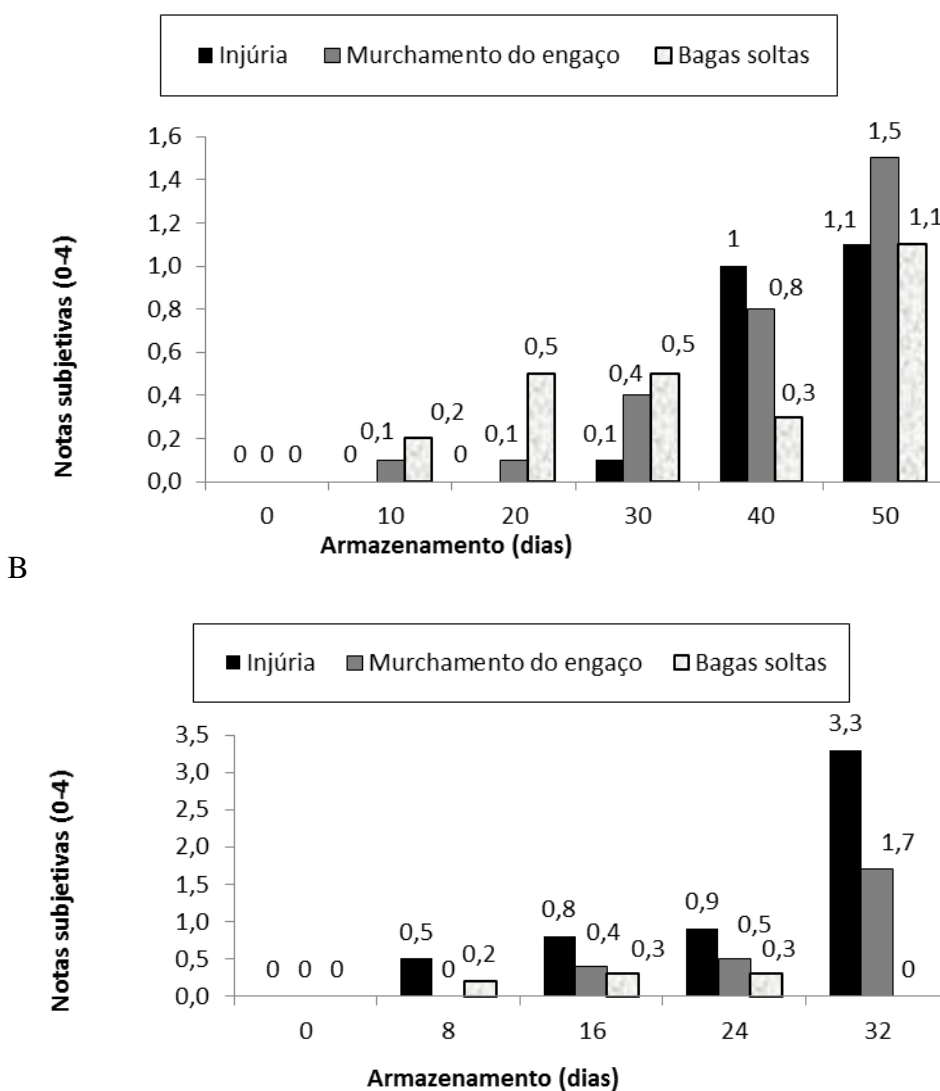 Injúria Murchamento do engaço Bagas soltas
Notas subjetivas (0-4)
1,6
1,4
1,2
1,0
0,8
0,6
0,4
0,2
0,0
0 0 0
0 0,1 0,2
0 0,1 0,5
0,1 0,4 0,5
1 0,8 0,3
1,1 1,5 1,1
0 10 20 30 40 50
Armazenamento (dias)
B
Injúria Murchamento do engaço Bagas soltas
Notas subjetivas (0-4)
3,5
3,0
2,5
2,0
1,5
1,0
0,5
0,0
0 0 0
0,5 0 0,2
0,8 0,4 0,3
0,9 0,5 0,3
3,3 1,7 0
0 8 16 24 32
Armazenamento (dias)